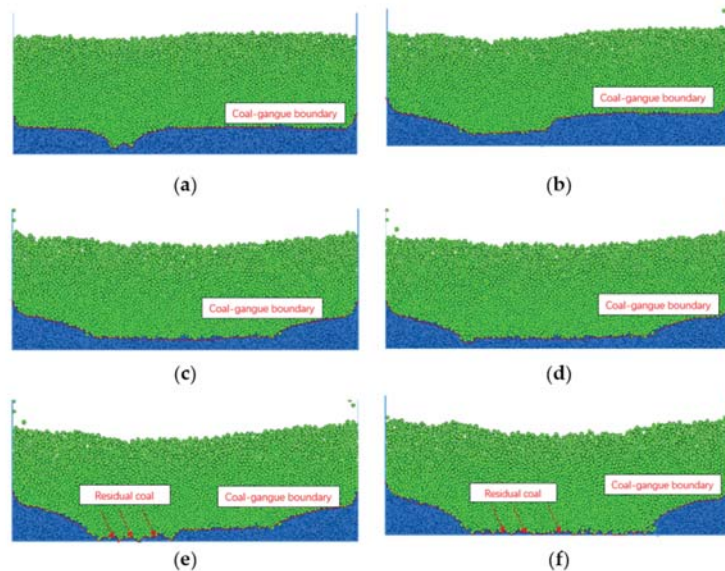 Coal-gangue boundary
(a)
Coal-gangue boundary
(b)
Coal-gangue boundary
(c)
Coal-gangue boundary
(d)
Residual coal
Coal-gangue boundary
(e)
Residual coal
Coal-gangue boundary
(f)